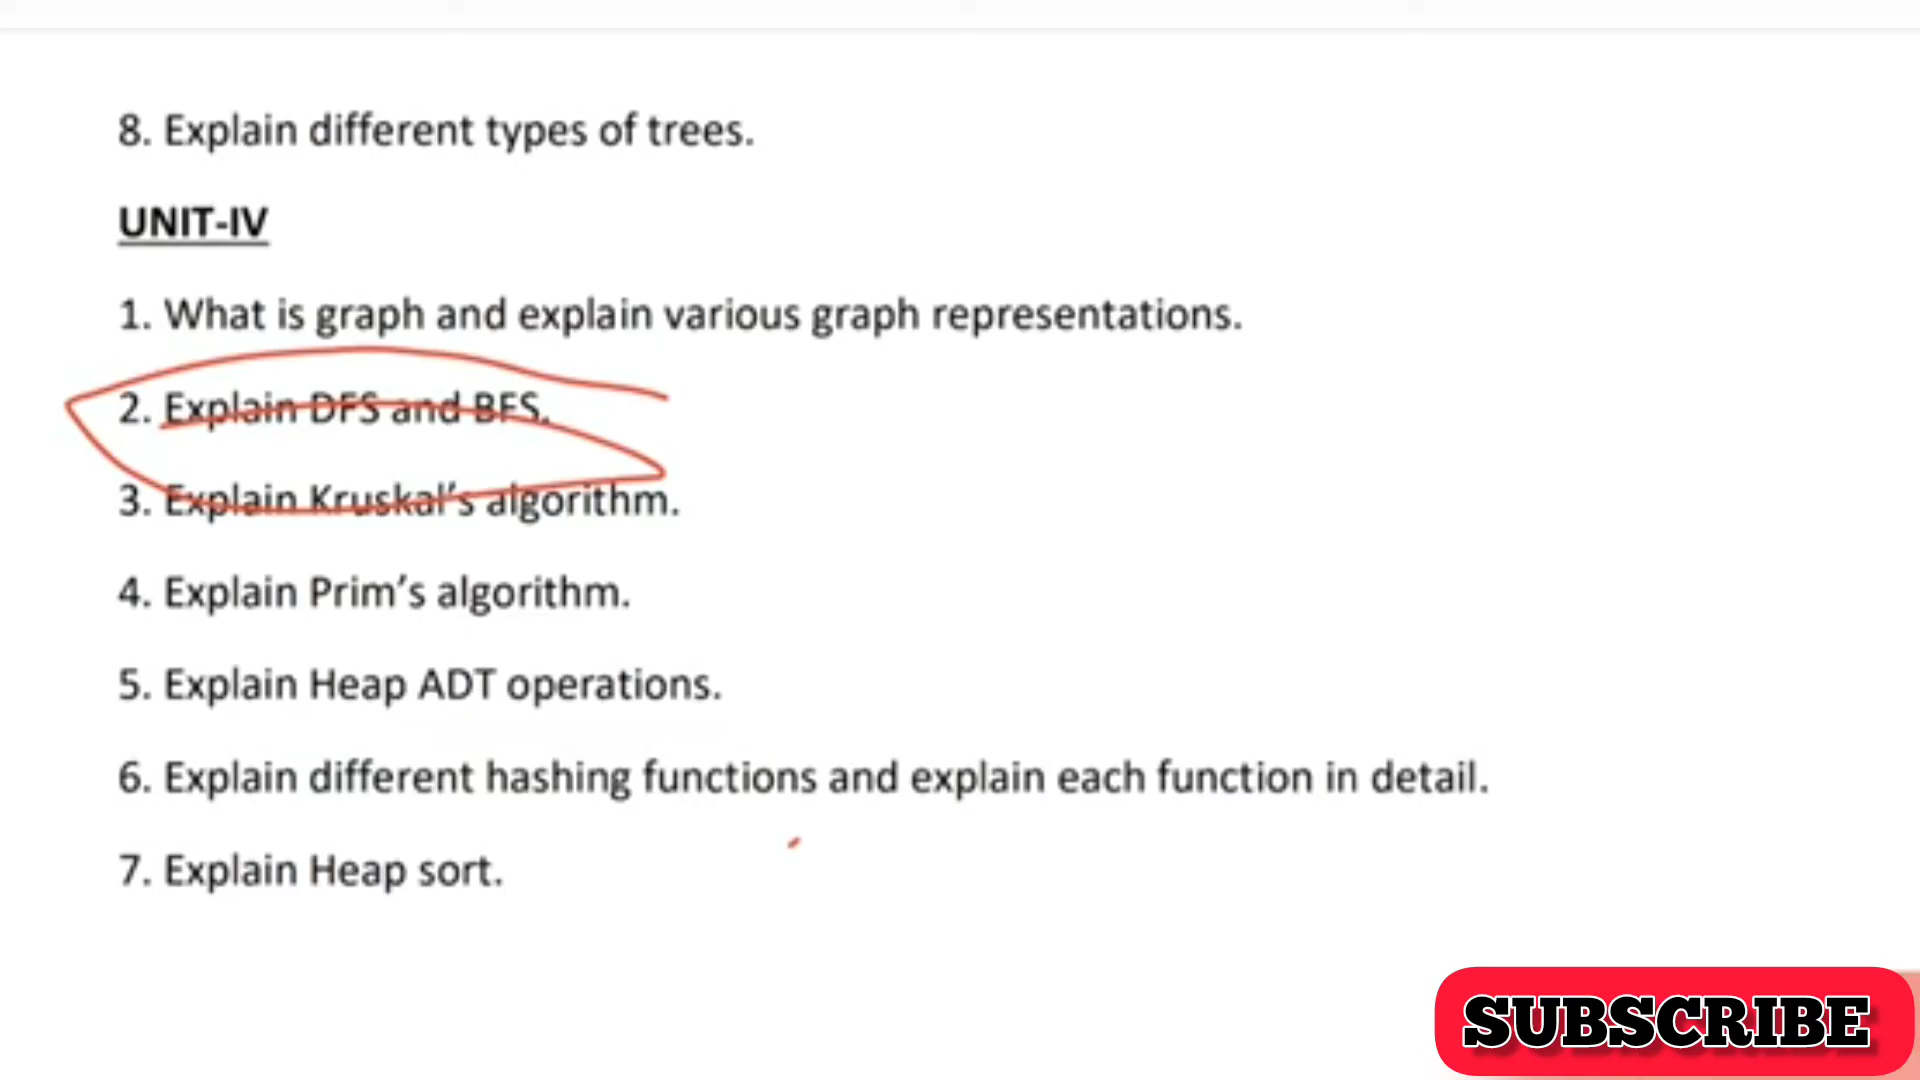 8. Explain different types of trees.
UNIT-IV
1. What is graph and explain various graph representations.
2. Explain DFS and BFS.
3. Explain Kruskal’s algorithm.
4. Explain Prim’s algorithm.
5. Explain Heap ADT operations.
6. Explain different hashing functions and explain each function in detail.
7. Explain Heap sort.
SUBSCRIBE